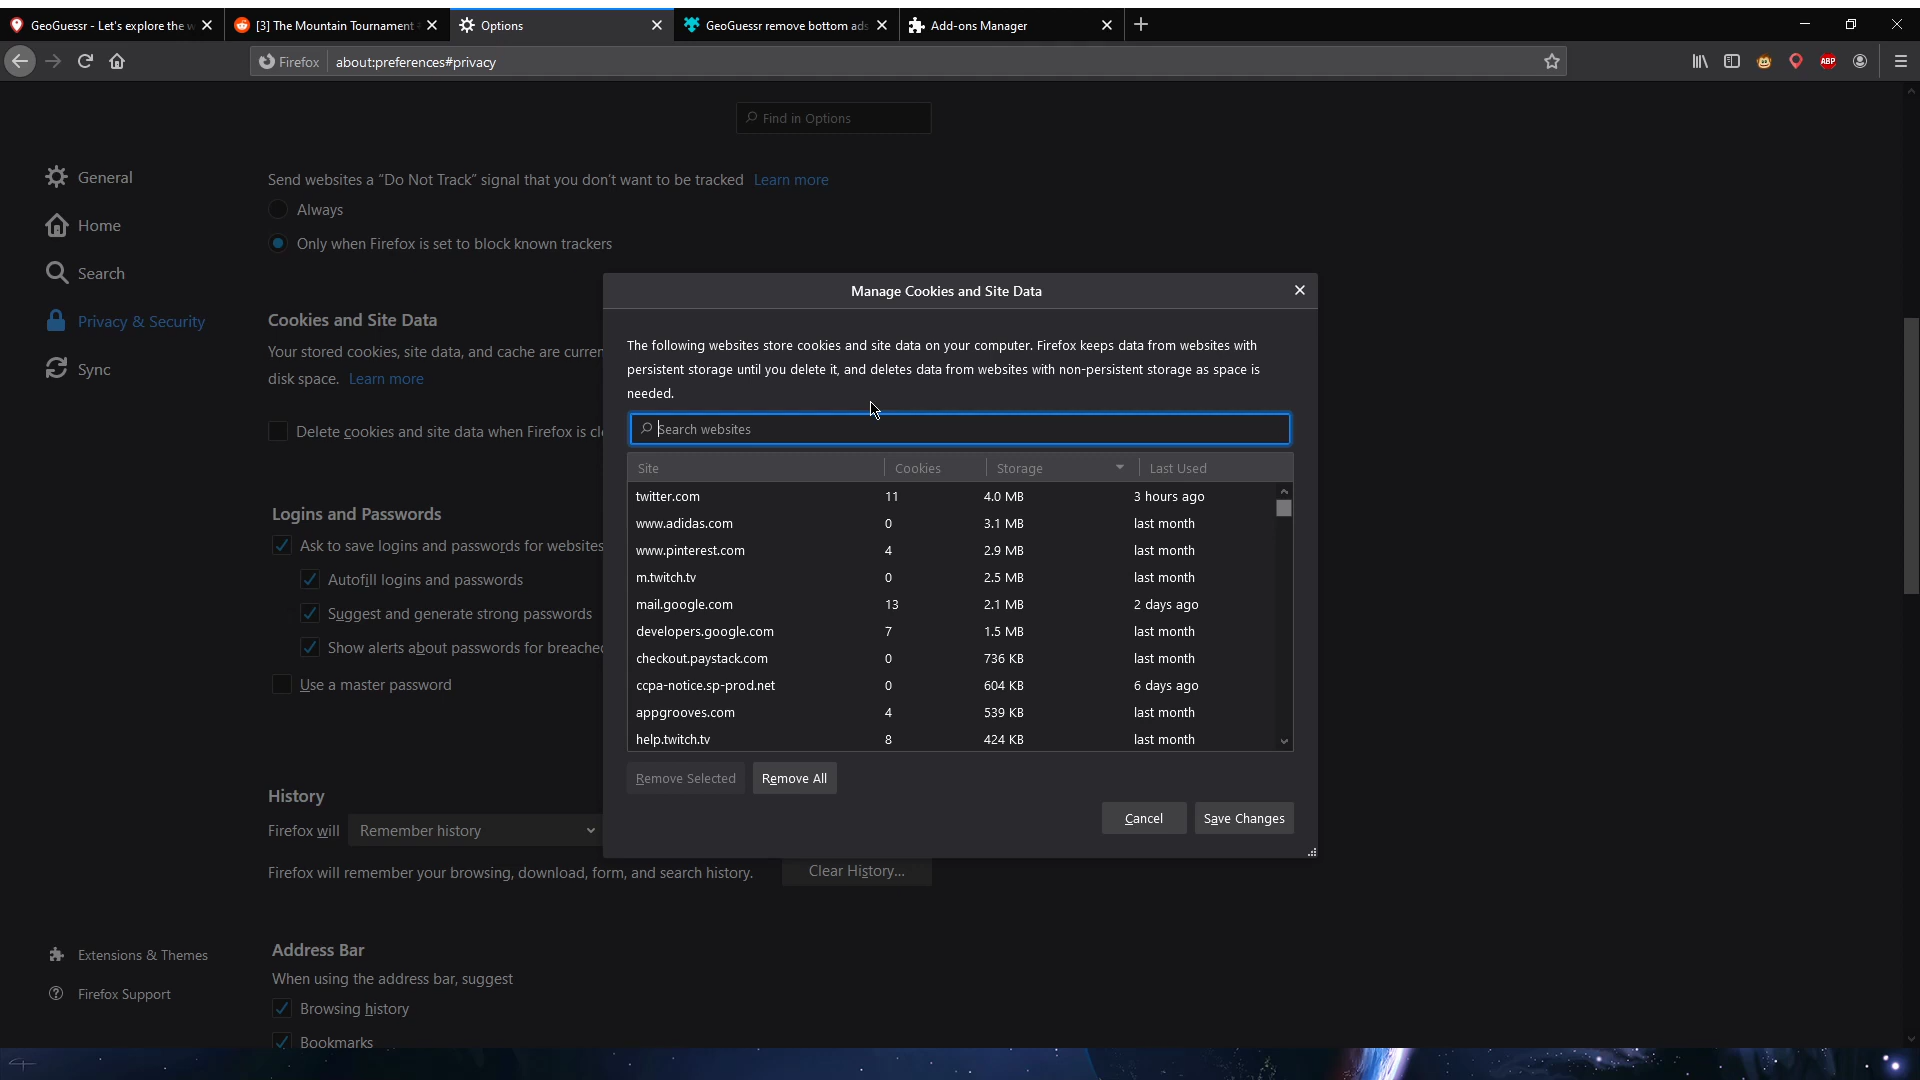 GeoGuessr - Let's explore the w
[3] The Mountain Tournament
Options
GeoGuessr remove bottom ads
Add-ons Manager
Firefox
about:preferences#privacy
ABP
Find in Options
General
Home
Search
Privacy & Security
Sync
Send websites a “Do Not Track” signal that you don’t want to be tracked Learn more
Always
Only when Firefox is set to block known trackers
Cookies and Site Data
Your stored cookies, site data, and cache are curren
disk space. Learn more
Delete cookies and site data when Firefox is cl
Logins and Passwords
Ask to save logins and passwords for websites
Autofill logins and passwords
Suggest and generate strong passwords
Show alerts about passwords for breached
Use a master password
History
Firefox will Remember history
Firefox will remember your browsing, download, form, and search history. Clear History...
Address Bar
When using the address bar, suggest
Browsing history
Bookmarks
Extensions & Themes
Firefox Support
Manage Cookies and Site Data
The following websites store cookies and site data on your computer. Firefox keeps data from websites with
persistent storage until you delete it, and deletes data from websites with non-persistent storage as space is
needed.
Search websites
Site Cookies Storage Last Used
twitter.com 11 4.0 MB 3 hours ago
www.adidas.com 0 3.1 MB last month
www.pinterest.com 4 2.9 MB last month
m.twitch.tv 0 2.5 MB last month
mail.google.com 13 2.1 MB 2 days ago
developers.google.com 7 1.5 MB last month
checkout.paystack.com 0 736 KB last month
ccpa-notice.sp-prod.net 0 604 KB 6 days ago
appgrooves.com 4 539 KB last month
help.twitch.tv 8 424 KB last month
Remove Selected Remove All
Cancel Save Changes